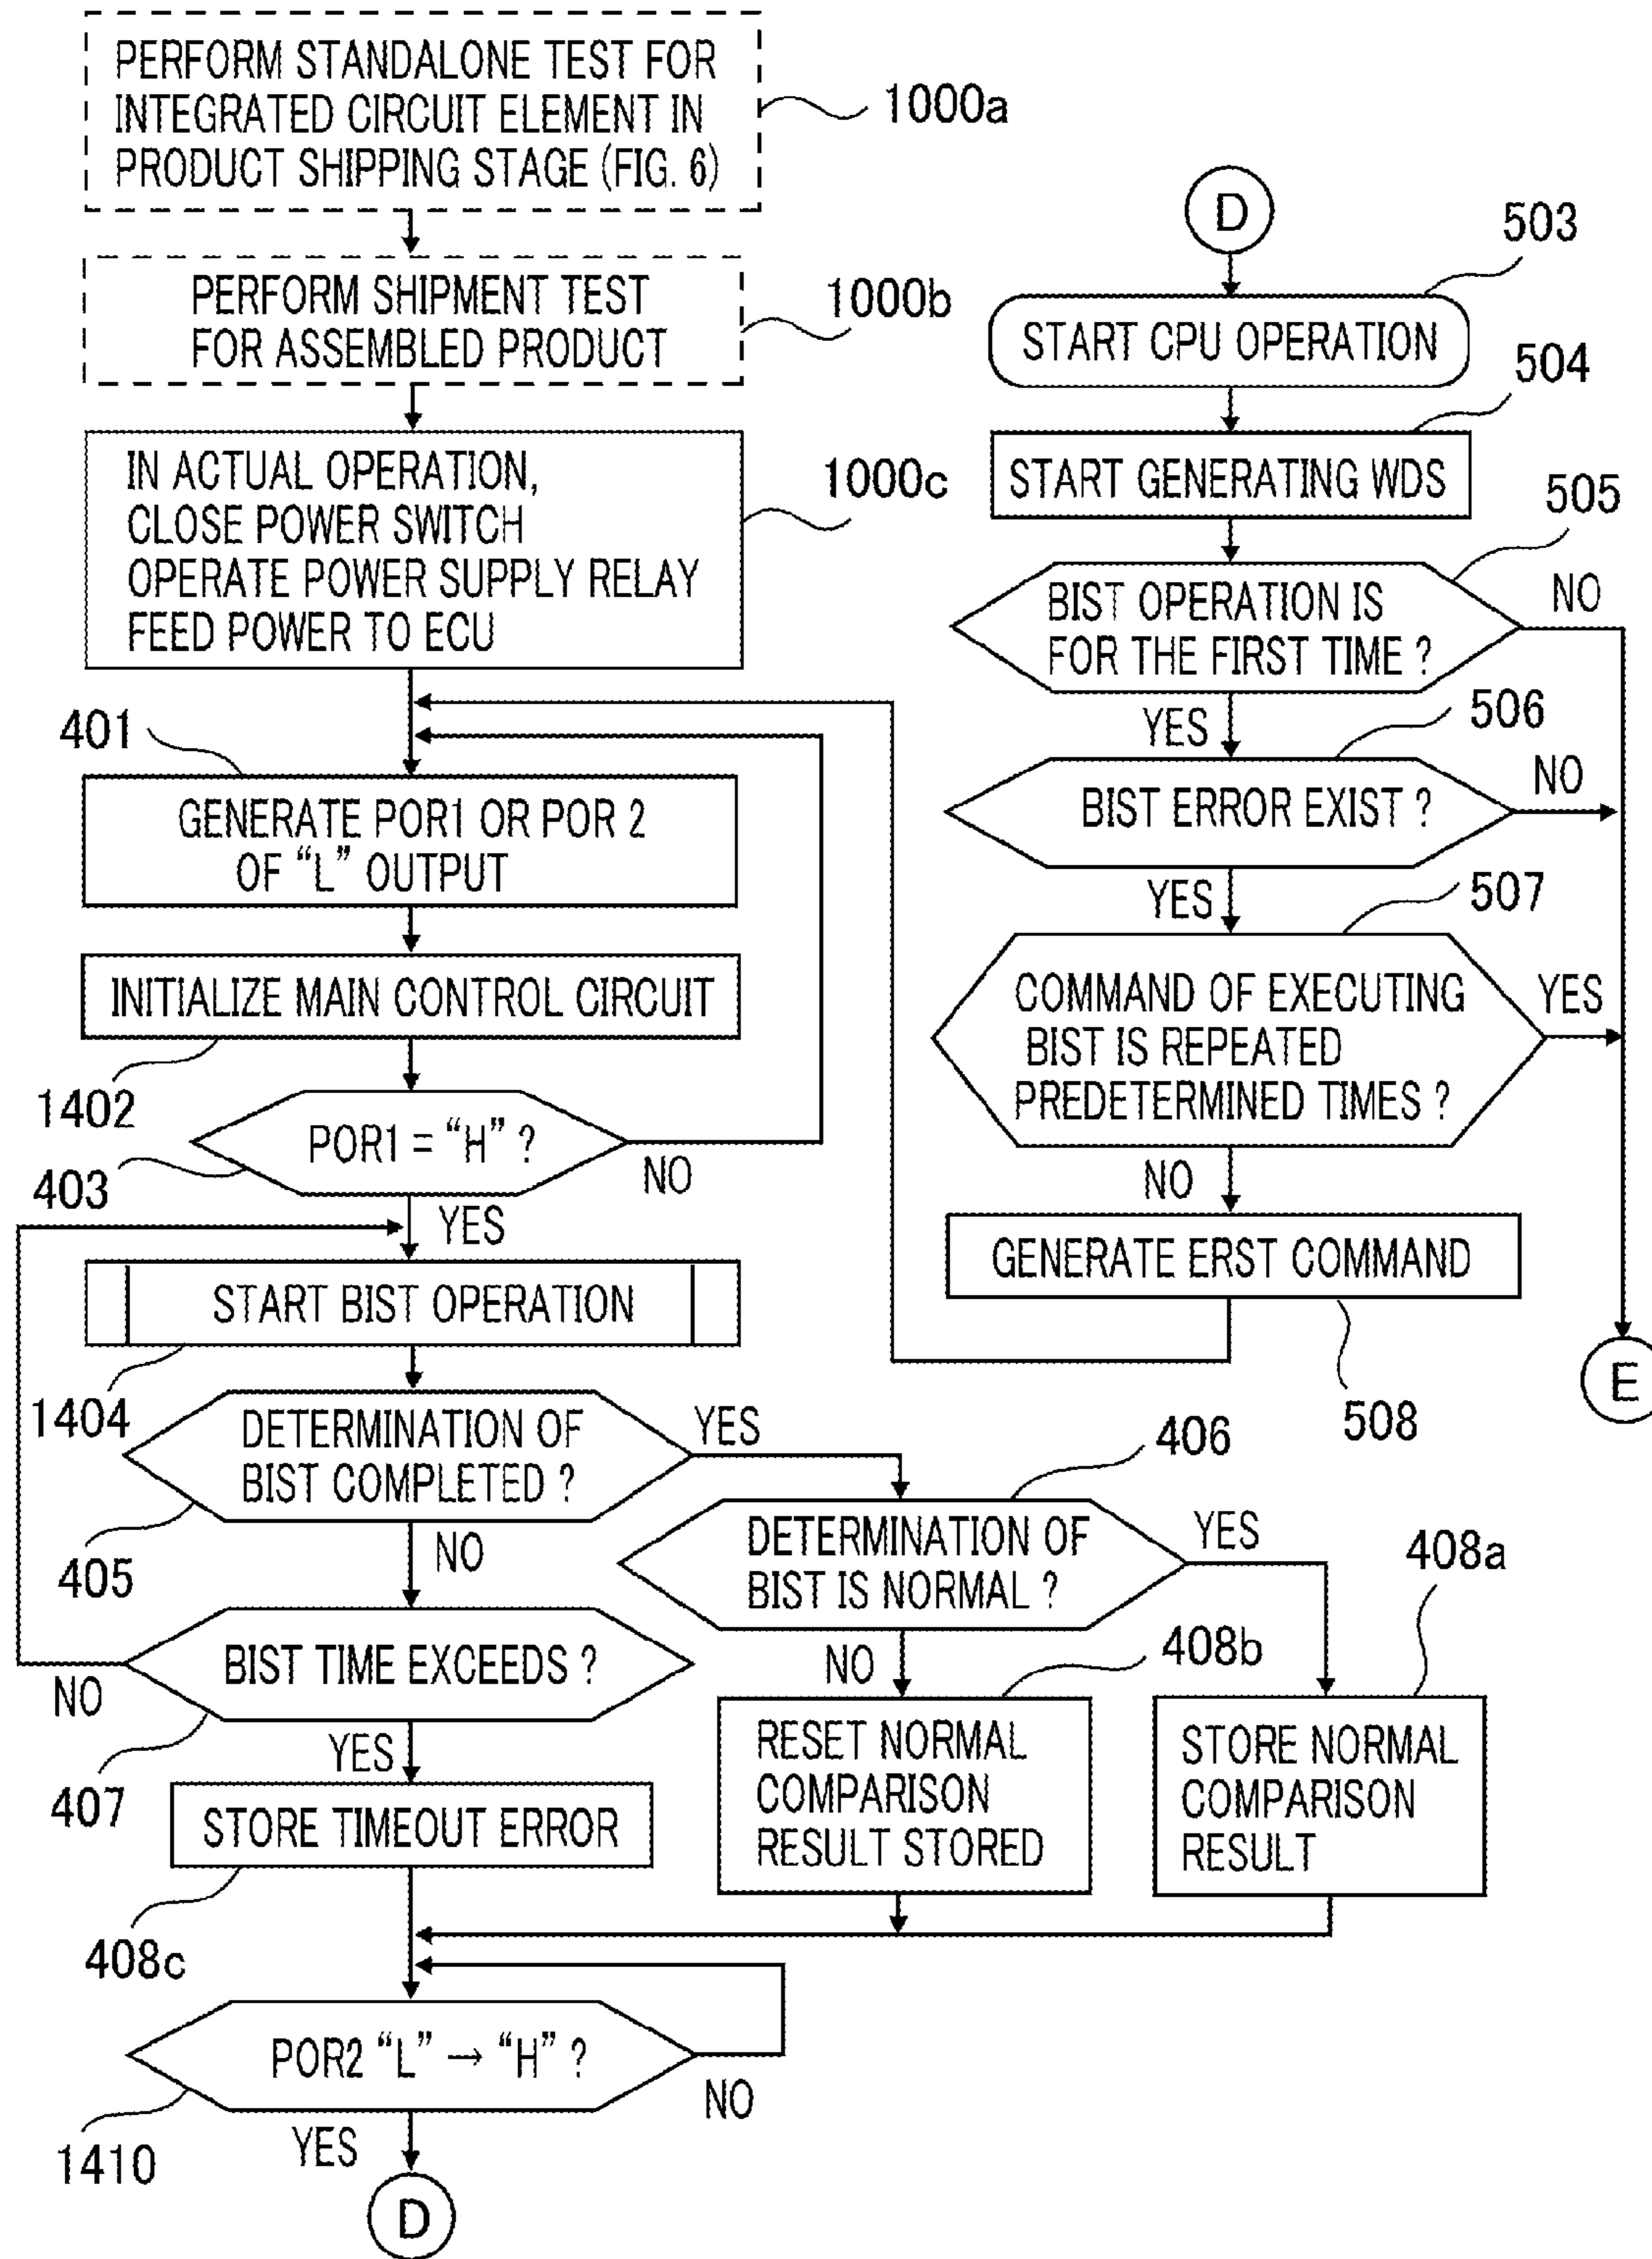 PERFORM STANDALONE TEST FOR
INTEGRATED CIRCUIT ELEMENT IN
PRODUCT SHIPPING STAGE (FIG. 6)
1000a
PERFORM SHIPMENT TEST
FOR ASSEMBLED PRODUCT
1000b
IN ACTUAL OPERATION,
CLOSE POWER SWITCH
OPERATE POWER SUPPLY RELAY
FEED POWER TO ECU
1000c
401
GENERATE POR1 OR POR 2
OF “L” OUTPUT
INITIALIZE MAIN CONTROL CIRCUIT
1402
POR1 = “H” ?
403
NO
YES
START BIST OPERATION
1404
DETERMINATION OF
BIST COMPLETED ?
YES
405
NO
406
DETERMINATION OF
BIST IS NORMAL ?
YES
408a
NO
408b
BIST TIME EXCEEDS ?
NO
407
YES
RESET NORMAL
COMPARISON
RESULT STORED
STORE NORMAL
COMPARISON
RESULT
STORE TIMEOUT ERROR
408c
POR2 “L” → “H” ?
NO
1410
YES
D
D
503
START CPU OPERATION
504
START GENERATING WDS
505
BIST OPERATION IS
FOR THE FIRST TIME ?
NO
YES
506
BIST ERROR EXIST ?
NO
YES
507
COMMAND OF EXECUTING
BIST IS REPEATED
PREDETERMINED TIMES ?
YES
NO
GENERATE ERST COMMAND
508
E